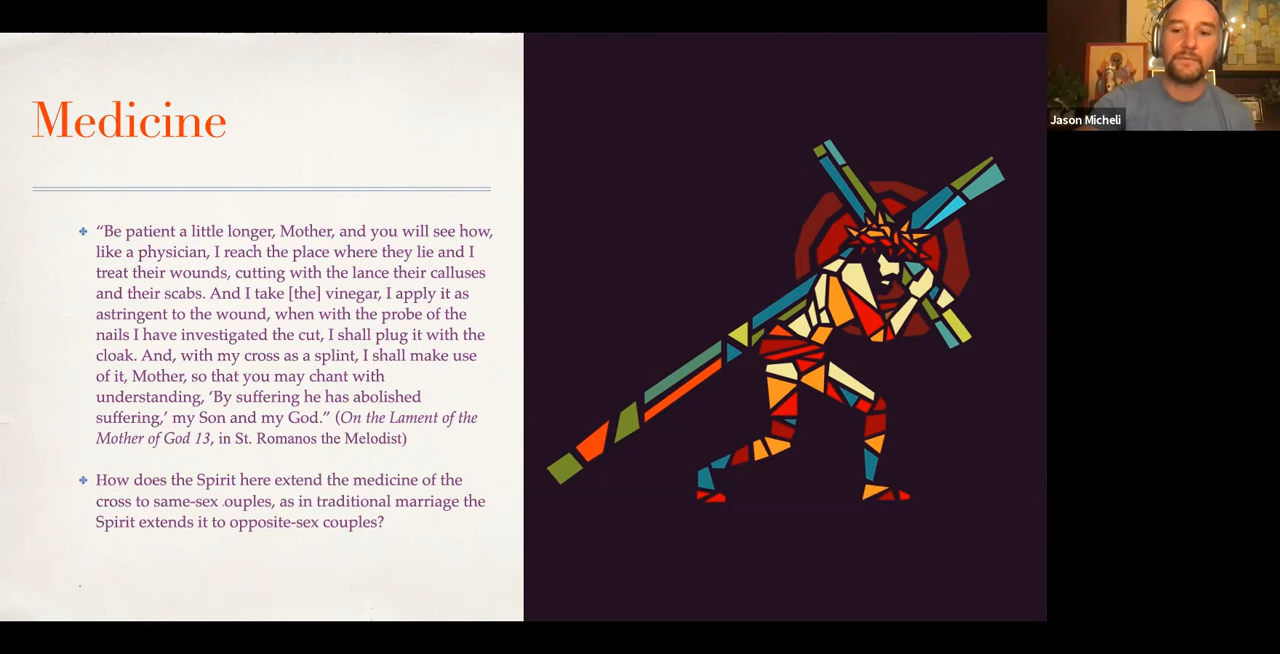 Medicine
“Be patient a little longer, Mother, and you will see how,
like a physician, I reach the place where they lie and I
treat their wounds, cutting with the lance their calluses
and their scabs. And I take [the] vinegar, I apply it as
astringent to the wound, when with the probe of the
nails I have investigated the cut, I shall plug it with the
cloak. And, with my cross as a splint, I shall make use
of it, Mother, so that you may chant with
understanding, ‘By suffering he has abolished
suffering,’ my Son and my God.” (On the Lament of the
Mother of God 13, in St. Romanos the Melodist)
How does the Spirit here extend the medicine of the
cross to same-sex ouples, as in traditional marriage the
Spirit extends it to opposite-sex couples?
.
Jason Micheli